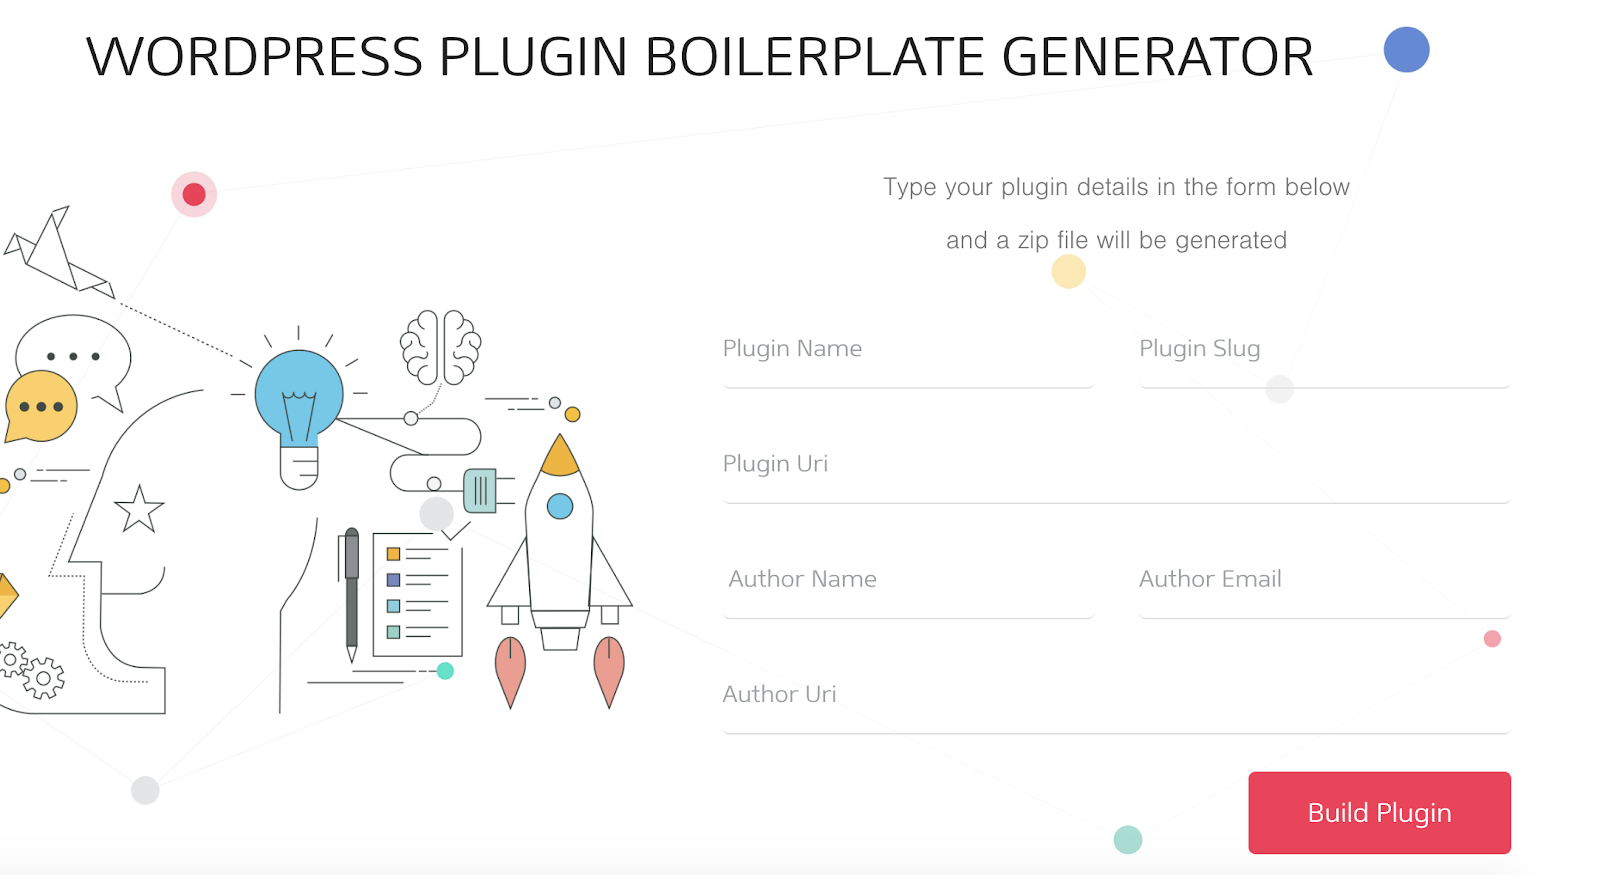 WORDPRESS PLUGIN BOILERPLATE GENERATOR
Type your plugin details in the form below
and a zip file will be generated
Plugin Name
Plugin Slug
Plugin Uri
Author Name
Author Email
Author Uri
Build Plugin